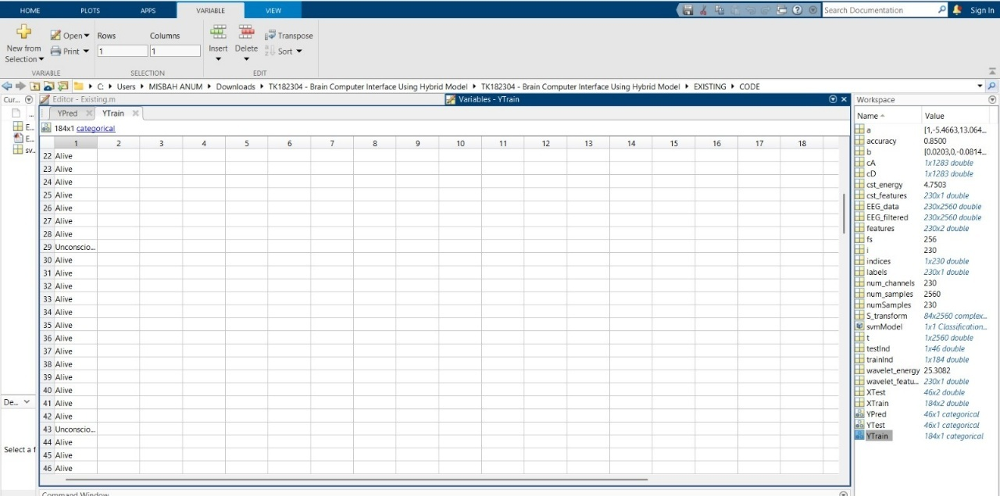 HOME PLOTS APPS VARIABLE VIEW Search Documentation Sign In
New from Selection
Open
Print
Rows Columns
1 1
Insert Delete
Transpose
Sort
VARIABLE SELECTION EDIT
C: Users MISBAH ANUM Downloads TK182304 - Brain Computer Interface Using Hybrid Model TK182304 - Brain Computer Interface Using Hybrid Model EXISTING CODE
Cur...
...
E...
E...
sv...
De...
Select a f
Editor - Existing.m Variables - YTrain
YPred YTrain
184x1 categorical
1 2 3 4 5 6 7 8 9 10 11 12 13 14 15 16 17 18
22 Alive
23 Alive
24 Alive
25 Alive
26 Alive
27 Alive
28 Alive
29 Unconscio...
30 Alive
31 Alive
32 Alive
33 Alive
34 Alive
35 Alive
36 Alive
37 Alive
38 Alive
39 Alive
40 Alive
41 Alive
42 Alive
43 Unconscio...
44 Alive
45 Alive
46 Alive
Command Window
Workspace
Name Value
a [1,-5.4663,13.064...
accuracy 0.8500
b [0.0203,0,-0.0814...
cA 1x1283 double
cD 1x1283 double
cst_energy 4.7503
cst_features 230x1 double
EEG_data 230x2560 double
EEG_filtered 230x2560 double
features 230x2 double
fs 256
i 230
indices 1x230 double
labels 230x1 double
num_channels 230
num_samples 2560
numSamples 230
S_transform 84x2560 complex...
svmModel 1x1 Classification...
t 1x2560 double
testInd 1x46 double
trainInd 1x184 double
wavelet_energy 25.3082
wavelet_featu... 230x1 double
XTest 46x2 double
XTrain 184x2 double
YPred 46x1 categorical
YTest 46x1 categorical
YTrain 184x1 categorical